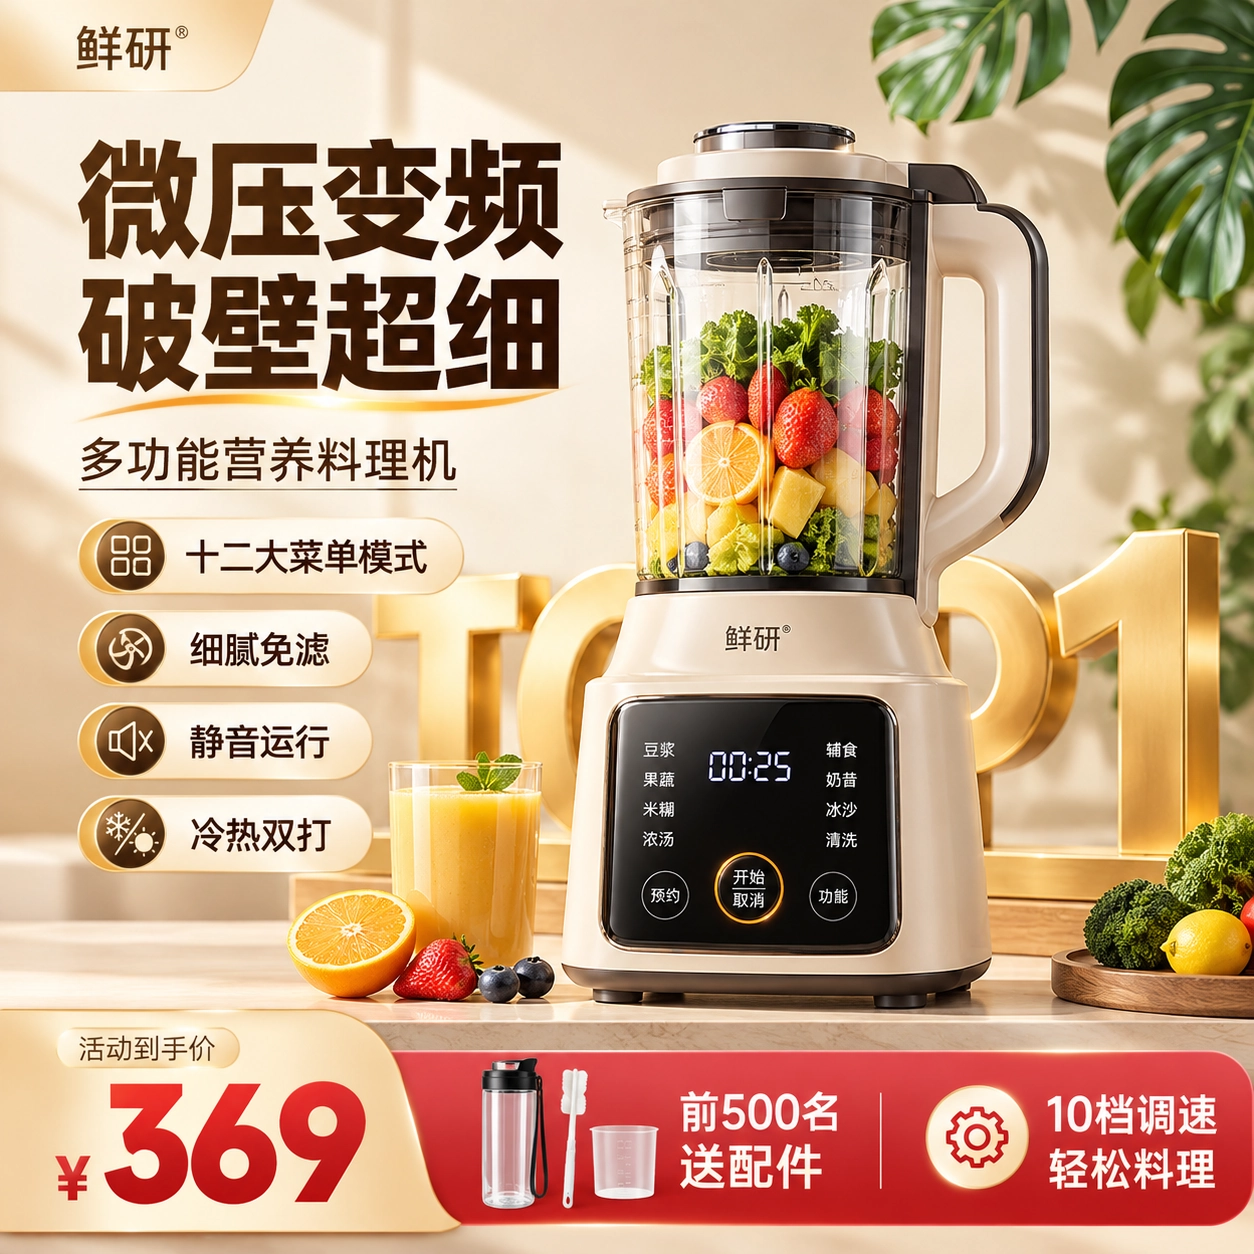 鲜研®
微压变频
破壁超细
多功能营养料理机
十二大菜单模式
细腻免滤
静音运行
冷热双打
TOP1
鲜研®
00:25
豆浆
果蔬
米糊
浓汤
辅食
奶昔
冰沙
清洗
预约
开始
取消
功能
活动到手价
¥369
前500名
送配件
10档调速
轻松料理